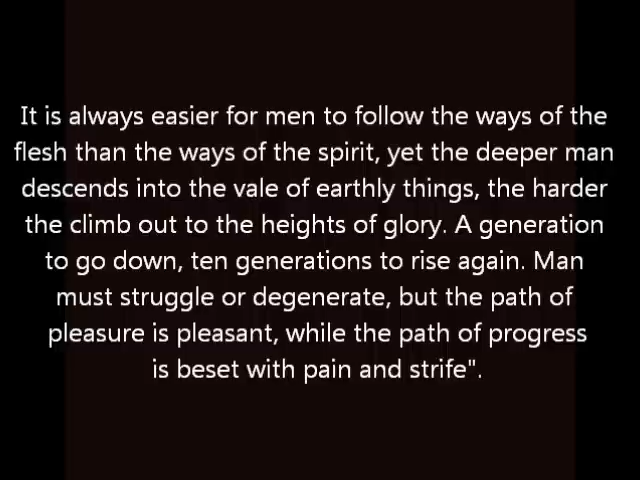 It is always easier for men to follow the ways of the
flesh than the ways of the spirit, yet the deeper man
descends into the vale of earthly things, the harder
the climb out to the heights of glory. A generation
to go down, ten generations to rise again. Man
must struggle or degenerate, but the path of
pleasure is pleasant, while the path of progress
is beset with pain and strife".